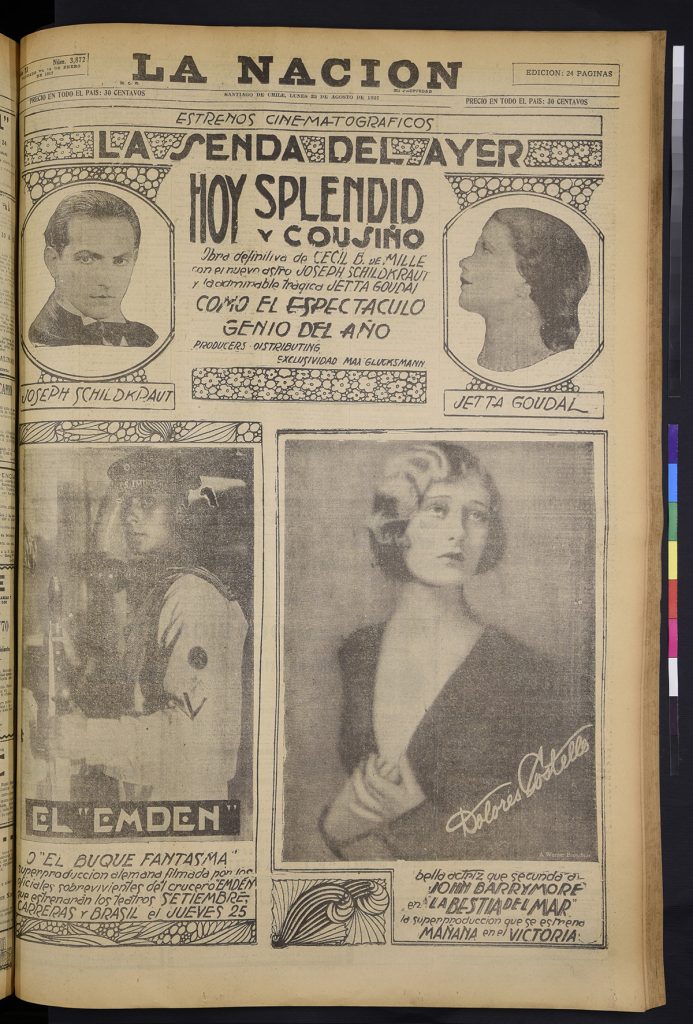 Núm. 3,872
LA NACION
EDICION: 24 PAGINAS
PRECIO EN TODO EL PAIS: 30 CENTAVOS
SANTIAGO DE CHILE, LUNES 22 DE AGOSTO DE 1927
ES PROPIEDAD
PRECIO EN TODO EL PAIS: 30 CENTAVOS
ESTRENOS CINEMATOGRAFICOS
LA SENDA DEL AYER
HOY SPLENDID
Y COUSIÑO
Obra definitiva de CECIL B. DE MILLE
con el nuevo astro JOSEPH SCHILDKRAUT
y la admirable trágica JETTA GOUDAL
COMO EL ESPECTACULO
GENIO DEL AÑO
PRODUCERS-DISTRIBUTING
EXCLUSIVIDAD MAX GLUCKSMANN
JOSEPH SCHILDKRAUT
JETTA GOUDAL
EL "EMDEN"
O "EL BUQUE FANTASMA"
superproduccion alemana filmada por los
oficiales sobrevivientes del crucero "EMDEN"
que estrenarán los teatros SETIEMBRE,
CARRERAS y BRASIL el JUEVES 25
Dolores Costello
bella actriz que secunda a
JOHN BARRYMORE
en "LA BESTIA DEL MAR"
la superproduccion que se estrena
MAÑANA en el VICTORIA